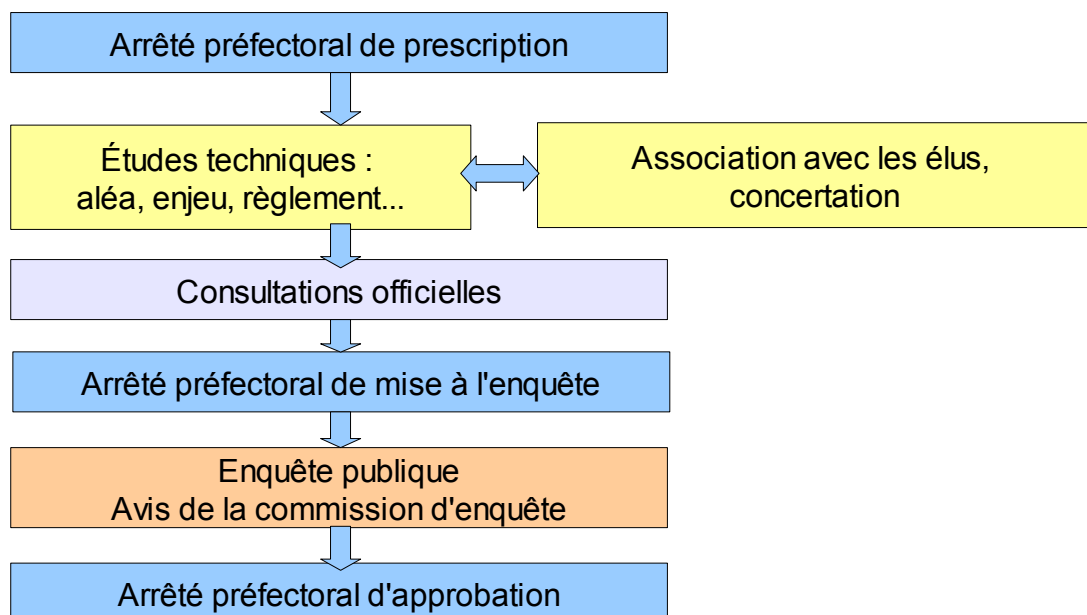 Arrêté préfectoral de prescription
Études techniques :
aléa, enjeu, règlement...
Association avec les élus,
concertation
Consultations officielles
Arrêté préfectoral de mise à l'enquête
Enquête publique
Avis de la commission d'enquête
Arrêté préfectoral d'approbation